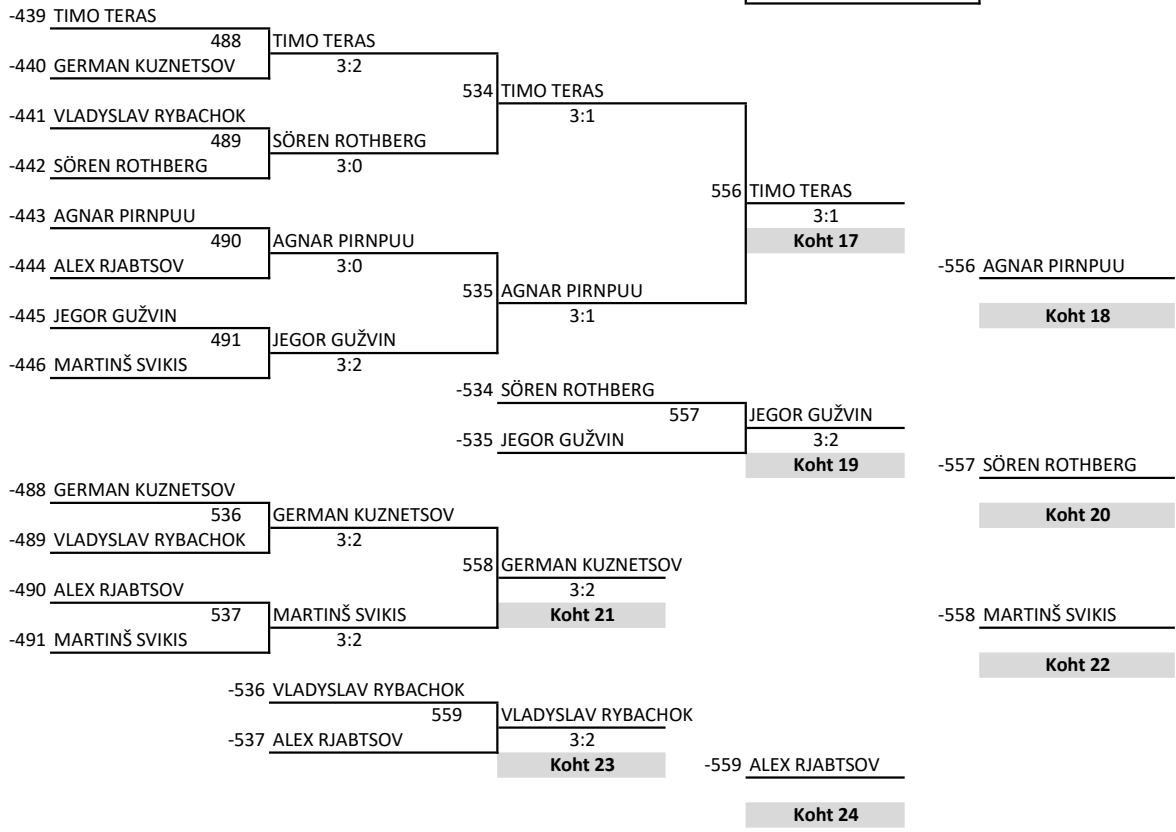 -439 TIMO TERAS
488 TIMO TERAS
-440 GERMAN KUZNETSOV 3:2
534 TIMO TERAS
-441 VLADYSLAV RYBACHOK 3:1
489 SÖREN ROTHBERG
-442 SÖREN ROTHBERG 3:0
556 TIMO TERAS
-443 AGNAR PIRNPUU 3:1
490 AGNAR PIRNPUU Koht 17
-444 ALEX RJABTSOV 3:0 -556 AGNAR PIRNPUU
535 AGNAR PIRNPUU
-445 JEGOR GUŽVIN 3:1 Koht 18
491 JEGOR GUŽVIN
-446 MARTINŠ SVIKIS 3:2
-534 SÖREN ROTHBERG
557 JEGOR GUŽVIN
-535 JEGOR GUŽVIN 3:2
Koht 19 -557 SÖREN ROTHBERG
-488 GERMAN KUZNETSOV
536 GERMAN KUZNETSOV Koht 20
-489 VLADYSLAV RYBACHOK 3:2
558 GERMAN KUZNETSOV
-490 ALEX RJABTSOV 3:2
537 MARTINŠ SVIKIS Koht 21 -558 MARTINŠ SVIKIS
-491 MARTINŠ SVIKIS 3:2
Koht 22
-536 VLADYSLAV RYBACHOK
559 VLADYSLAV RYBACHOK
-537 ALEX RJABTSOV 3:2
Koht 23 -559 ALEX RJABTSOV
Koht 24